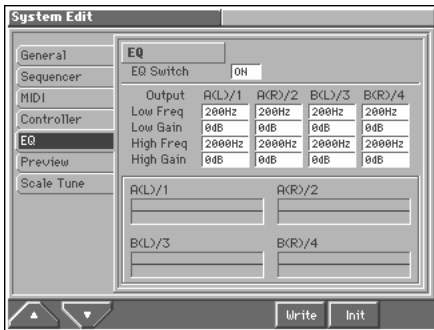 System Edit
General
Sequencer
MIDI
Controller
EQ
Preview
Scale Tune
EQ
EQ Switch ON
Output A(L)/1 A(R)/2 B(L)/3 B(R)/4
Low Freq 200Hz 200Hz 200Hz 200Hz
Low Gain 0dB 0dB 0dB 0dB
High Freq 2000Hz 2000Hz 2000Hz 2000Hz
High Gain 0dB 0dB 0dB 0dB
A(L)/1 A(R)/2
B(L)/3 B(R)/4
Write Init